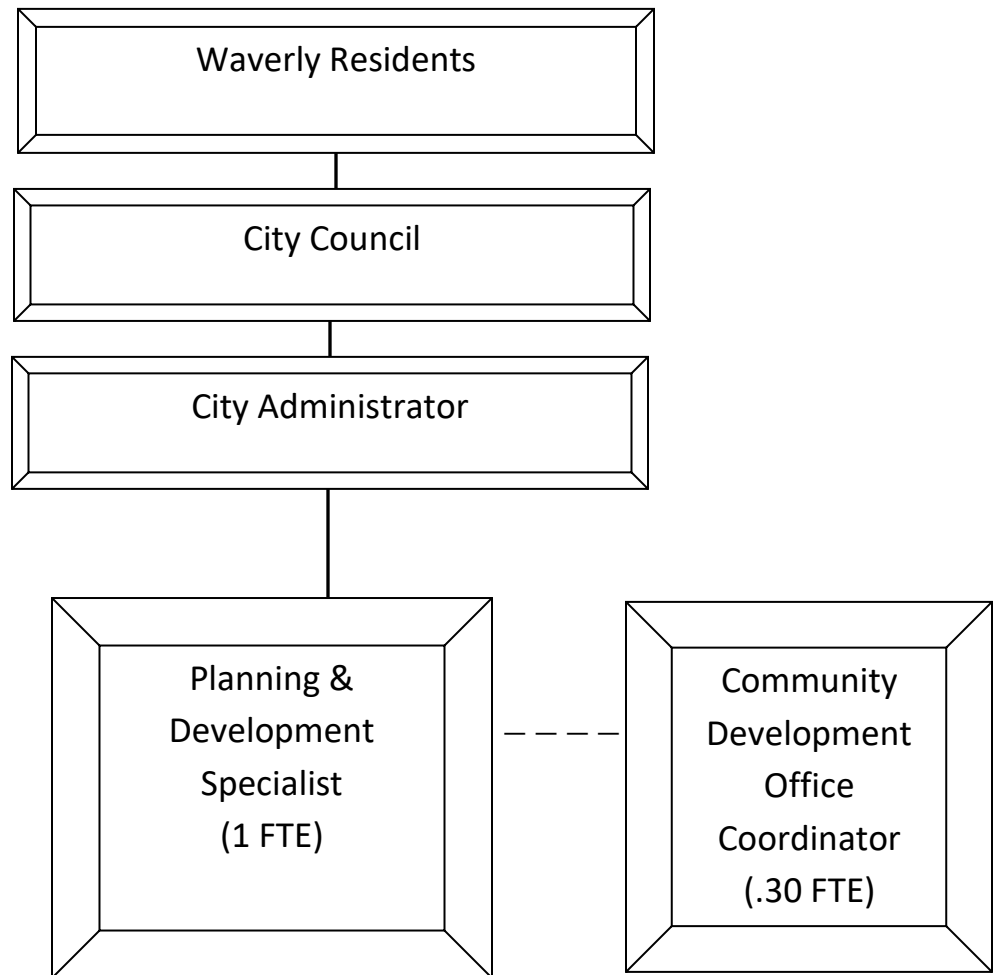 Waverly Residents
City Council
City Administrator
Planning &
Development
Specialist
(1 FTE)
Community
Development
Office
Coordinator
(.30 FTE)